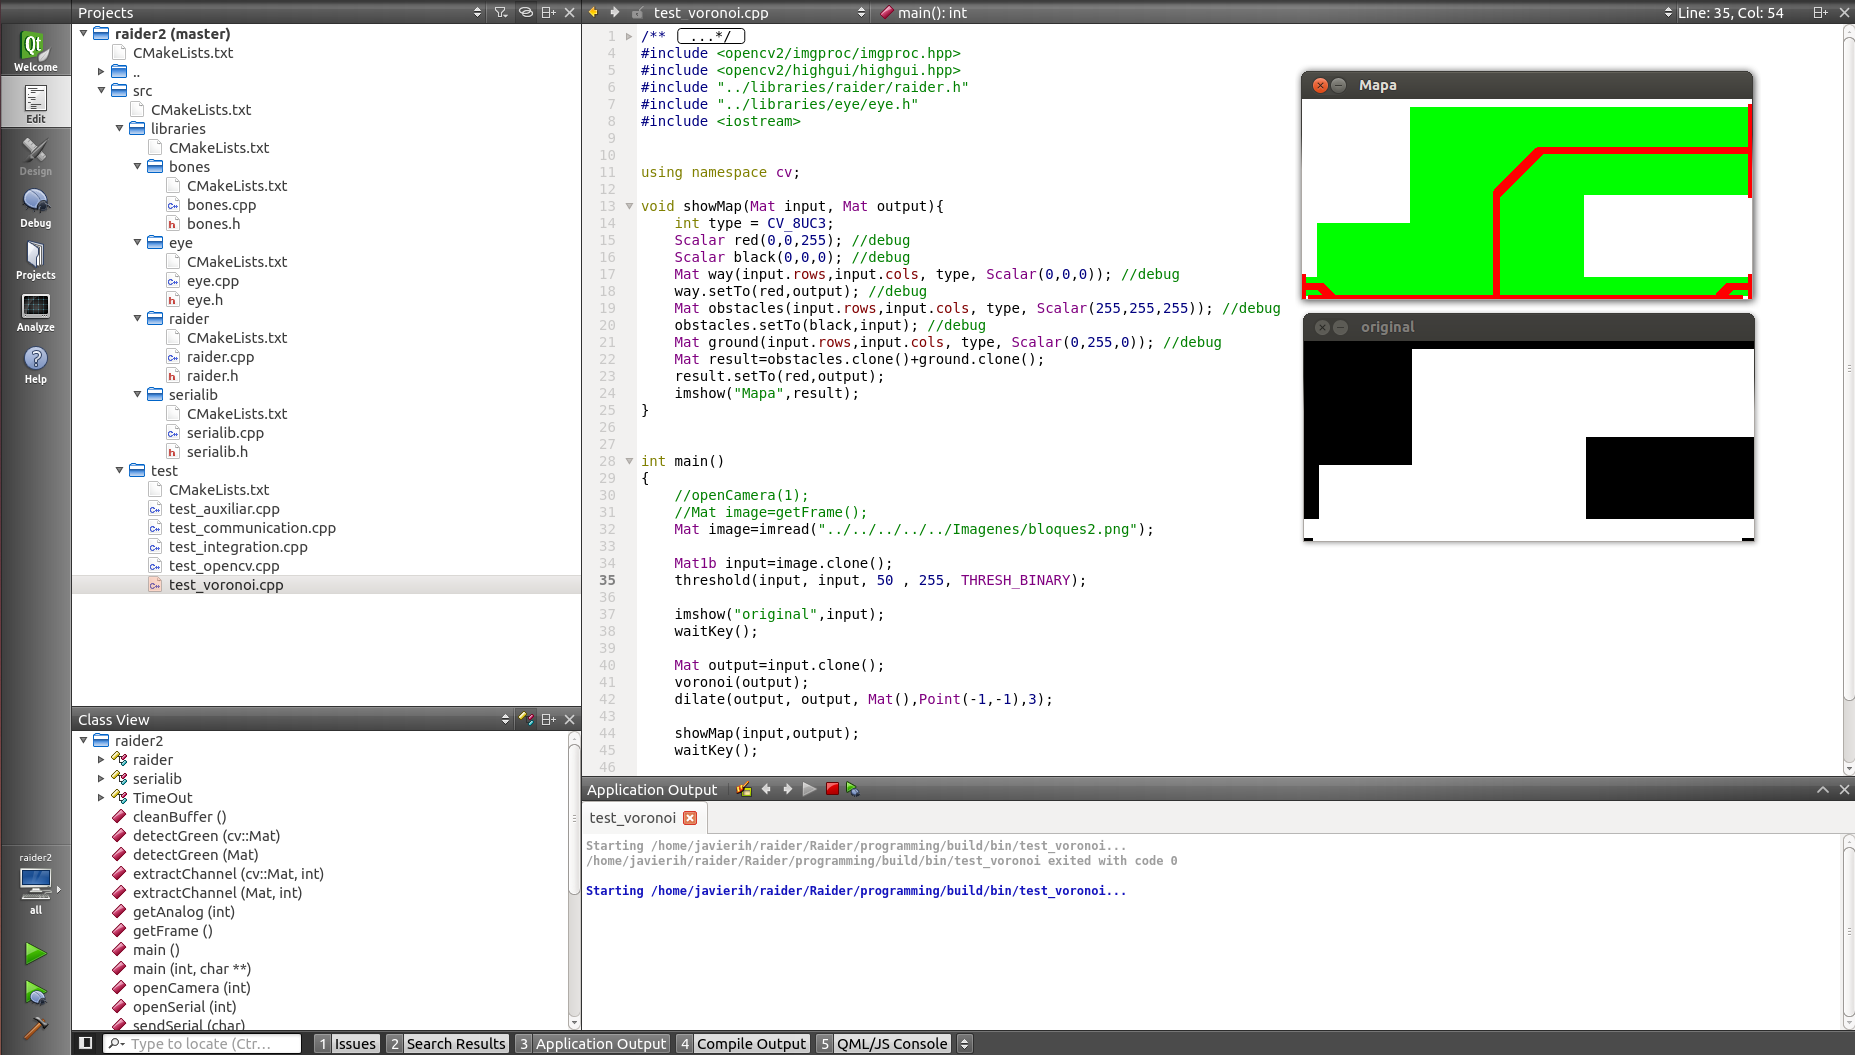 Projects
test_voronoi.cpp
main(): int
Line: 35, Col: 54
Qt
Welcome
Edit
Design
Debug
Projects
Analyze
Help
raider2
all
raider2 (master)
CMakeLists.txt
..
src
CMakeLists.txt
libraries
CMakeLists.txt
bones
CMakeLists.txt
bones.cpp
bones.h
eye
CMakeLists.txt
eye.cpp
eye.h
raider
CMakeLists.txt
raider.cpp
raider.h
serialib
CMakeLists.txt
serialib.cpp
serialib.h
test
CMakeLists.txt
test_auxiliar.cpp
test_communication.cpp
test_integration.cpp
test_opencv.cpp
test_voronoi.cpp
Class View
raider2
raider
serialib
TimeOut
cleanBuffer ()
detectGreen (cv::Mat)
detectGreen (Mat)
extractChannel (cv::Mat, int)
extractChannel (Mat, int)
getAnalog (int)
getFrame ()
main ()
main (int, char **)
openCamera (int)
openSerial (int)
sendSerial (char)
1 /** ...*/
4 #include <opencv2/imgproc/imgproc.hpp>
5 #include <opencv2/highgui/highgui.hpp>
6 #include "../libraries/raider/raider.h"
7 #include "../libraries/eye/eye.h"
8 #include <iostream>
9
10
11 using namespace cv;
12
13 void showMap(Mat input, Mat output){
14 int type = CV_8UC3;
15 Scalar red(0,0,255); //debug
16 Scalar black(0,0,0); //debug
17 Mat way(input.rows,input.cols, type, Scalar(0,0,0)); //debug
18 way.setTo(red,output); //debug
19 Mat obstacles(input.rows,input.cols, type, Scalar(255,255,255)); //debug
20 obstacles.setTo(black,input); //debug
21 Mat ground(input.rows,input.cols, type, Scalar(0,255,0)); //debug
22 Mat result=obstacles.clone()+ground.clone();
23 result.setTo(red,output);
24 imshow("Mapa",result);
25 }
26
27
28 int main()
29 {
30 //openCamera(1);
31 //Mat image=getFrame();
32 Mat image=imread("../../../../../Imagenes/bloques2.png");
33
34 Mat1b input=image.clone();
35 threshold(input, input, 50 , 255, THRESH_BINARY);
36
37 imshow("original",input);
38 waitKey();
39
40 Mat output=input.clone();
41 voronoi(output);
42 dilate(output, output, Mat(),Point(-1,-1),3);
43
44 showMap(input,output);
45 waitKey();
46
Mapa
original
Application Output
test_voronoi
Starting /home/javierih/raider/Raider/programming/build/bin/test_voronoi...
/home/javierih/raider/Raider/programming/build/bin/test_voronoi exited with code 0
Starting /home/javierih/raider/Raider/programming/build/bin/test_voronoi...
Type to locate (Ctr...
1 Issues
2 Search Results
3 Application Output
4 Compile Output
5 QML/JS Console